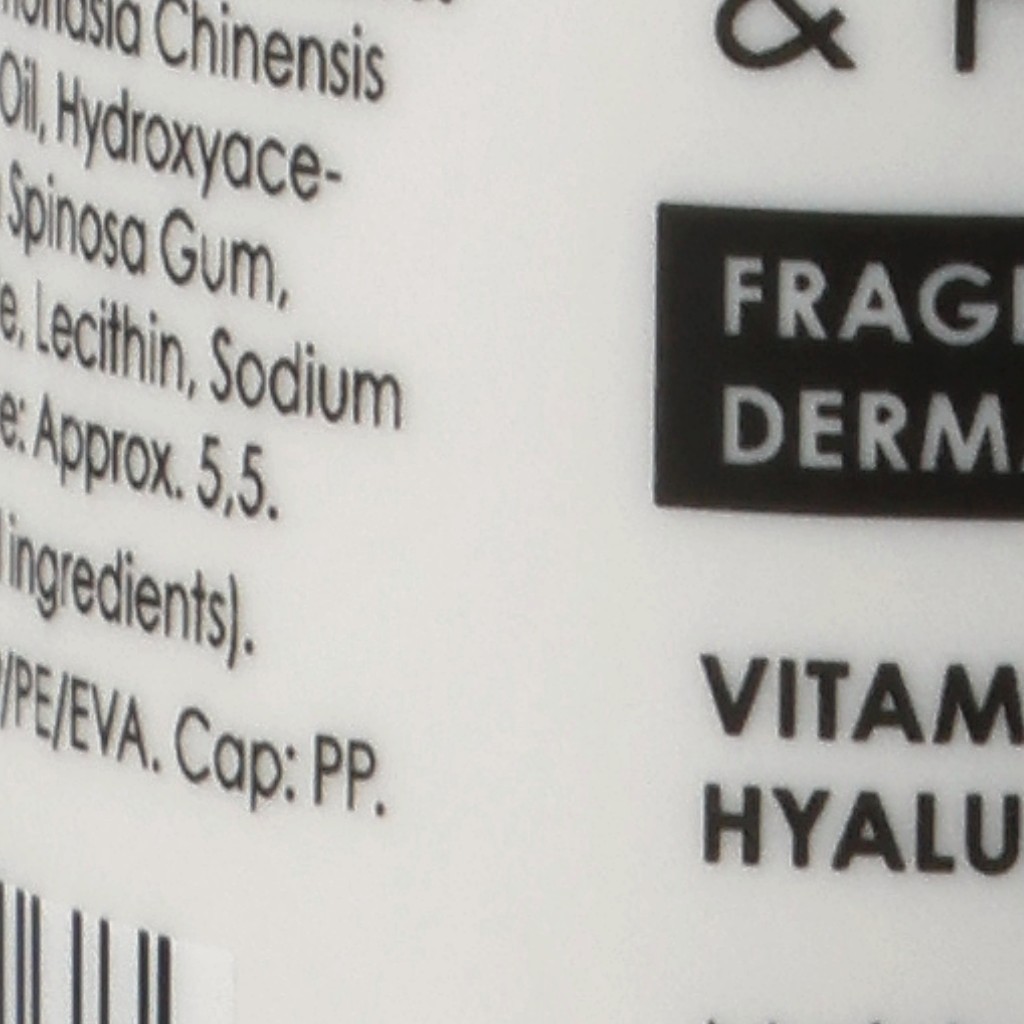 Chinensis
Oil, Hydroxyace-
Spinosa Gum,
Lecithin, Sodium
Approx. 5,5.
ingredients).
/PE/EVA. Cap: PP.
&
FRAG
DERM
VITAM
HYALU